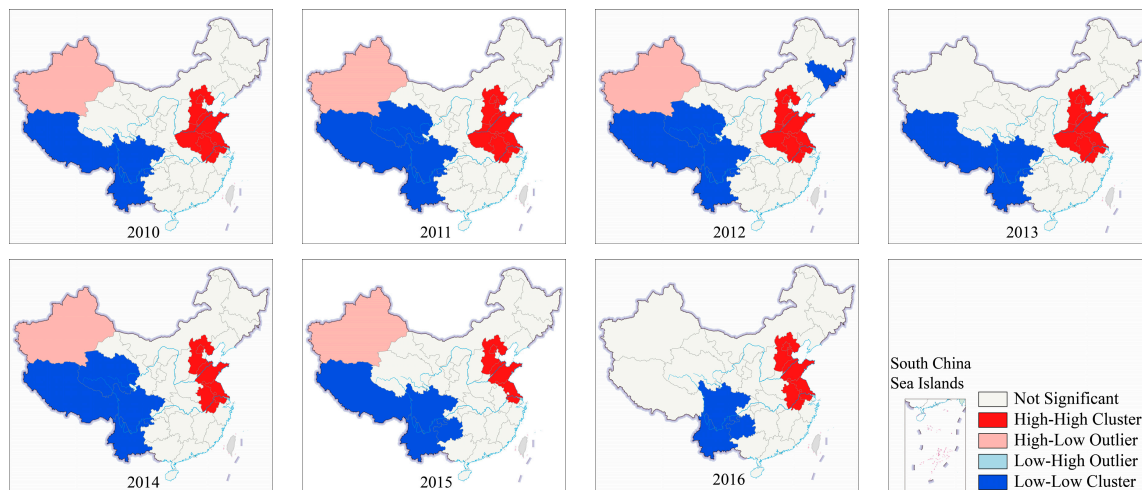 2010
2011
2012
2013
2014
2015
2016
South China
Sea Islands
Not Significant
High-High Cluster
High-Low Outlier
Low-High Outlier
Low-Low Cluster